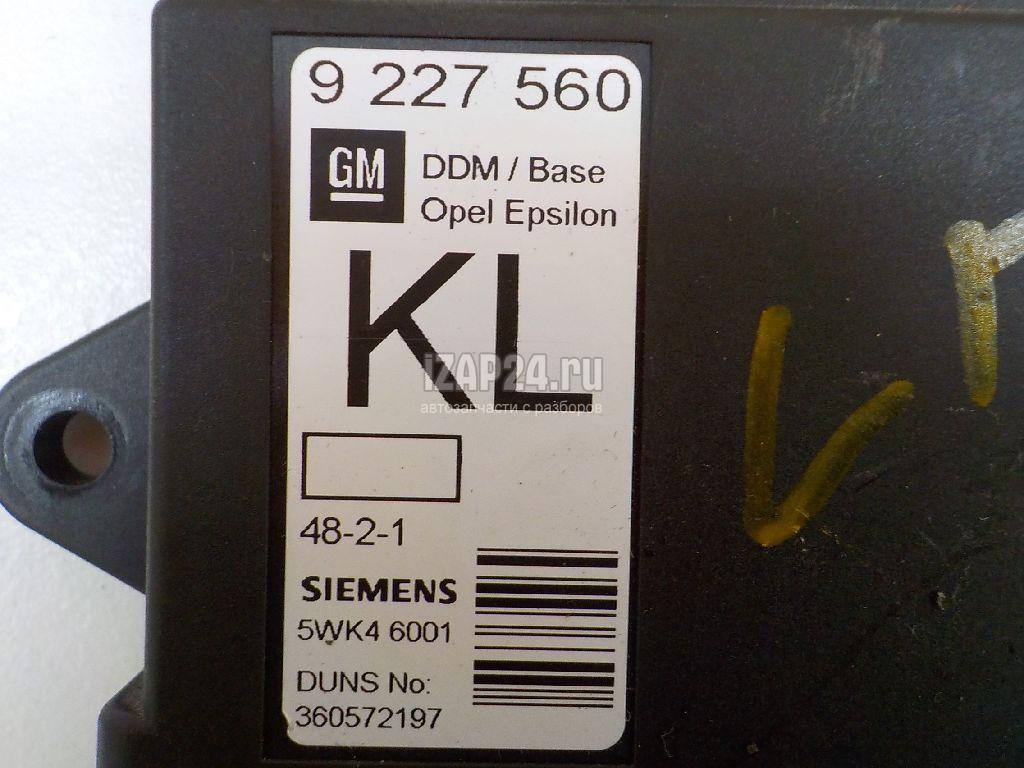 9 227 560
GM
DDM / Base
Opel Epsilon
KL
iZAP24.ru
автозапчасти с разборов
48-2-1
SIEMENS
5WK4 6001
DUNS No:
360572197